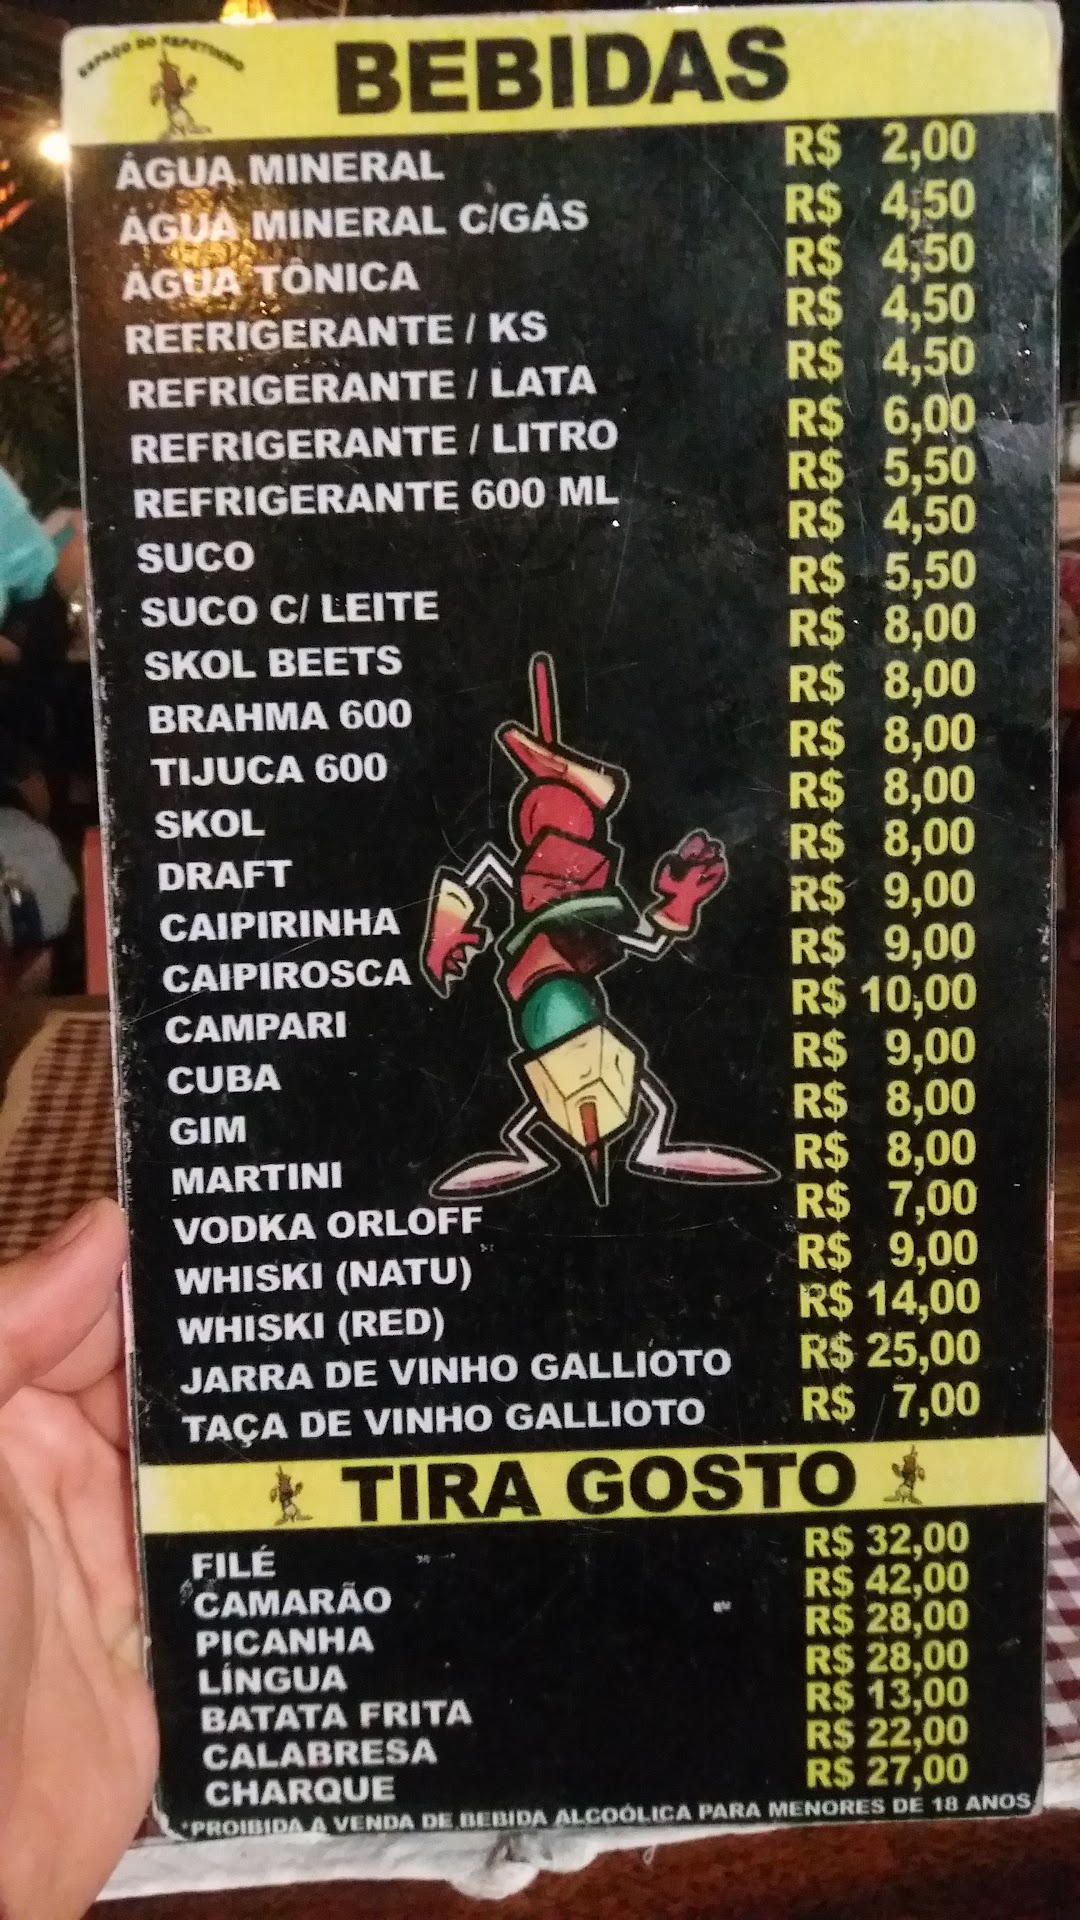 ESPAÇO DO ESPETINHO
BEBIDAS
ÁGUA MINERAL R$ 2,00
ÁGUA MINERAL C/GÁS R$ 4,50
ÁGUA TÔNICA R$ 4,50
REFRIGERANTE / KS R$ 4,50
REFRIGERANTE / LATA R$ 4,50
REFRIGERANTE / LITRO R$ 6,00
REFRIGERANTE 600 ML R$ 5,50
SUCO R$ 4,50
SUCO C/ LEITE R$ 5,50
SKOL BEETS R$ 8,00
BRAHMA 600 R$ 8,00
TIJUCA 600 R$ 8,00
SKOL R$ 8,00
DRAFT R$ 8,00
CAIPIRINHA R$ 9,00
CAIPIROSCA R$ 9,00
CAMPARI R$ 10,00
CUBA R$ 9,00
GIM R$ 8,00
MARTINI R$ 8,00
VODKA ORLOFF R$ 7,00
WHISKI (NATU) R$ 9,00
WHISKI (RED) R$ 14,00
JARRA DE VINHO GALLIOTO R$ 25,00
TAÇA DE VINHO GALLIOTO R$ 7,00
TIRA GOSTO
FILÉ R$ 32,00
CAMARÃO R$ 42,00
PICANHA R$ 28,00
LÍNGUA R$ 28,00
BATATA FRITA R$ 13,00
CALABRESA R$ 22,00
CHARQUE R$ 27,00
*PROIBIDA A VENDA DE BEBIDA ALCOÓLICA PARA MENORES DE 18 ANOS